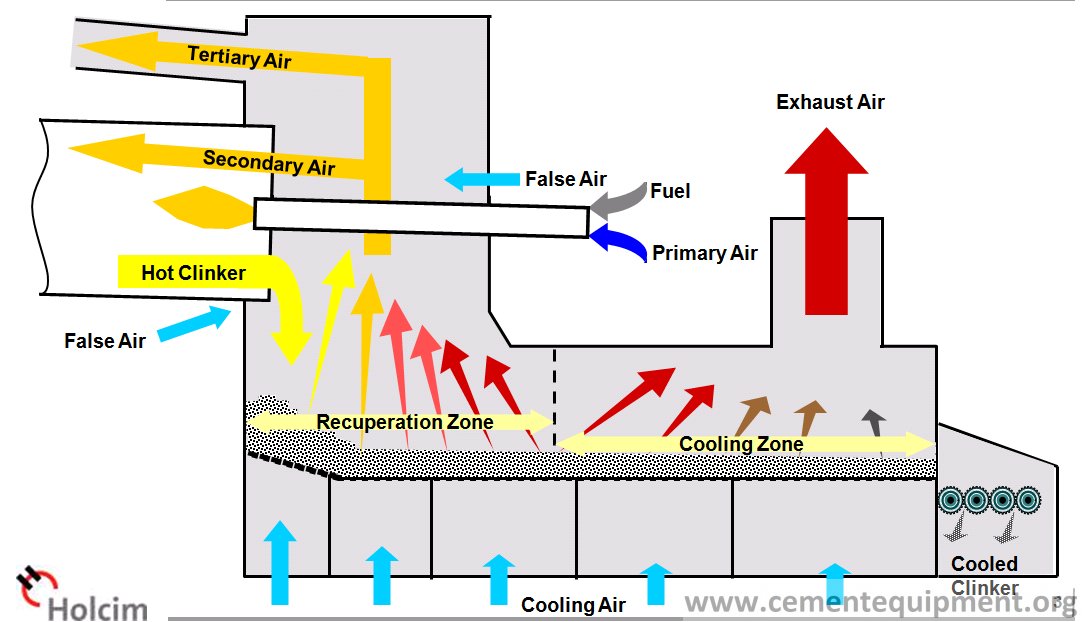 Tertiary Air
Exhaust Air
Secondary Air
False Air
Fuel
Primary Air
Hot Clinker
False Air
Recuperation Zone
Cooling Zone
Cooled
Clinker
Cooling Air
www.cementequipment.org
3
Holcim